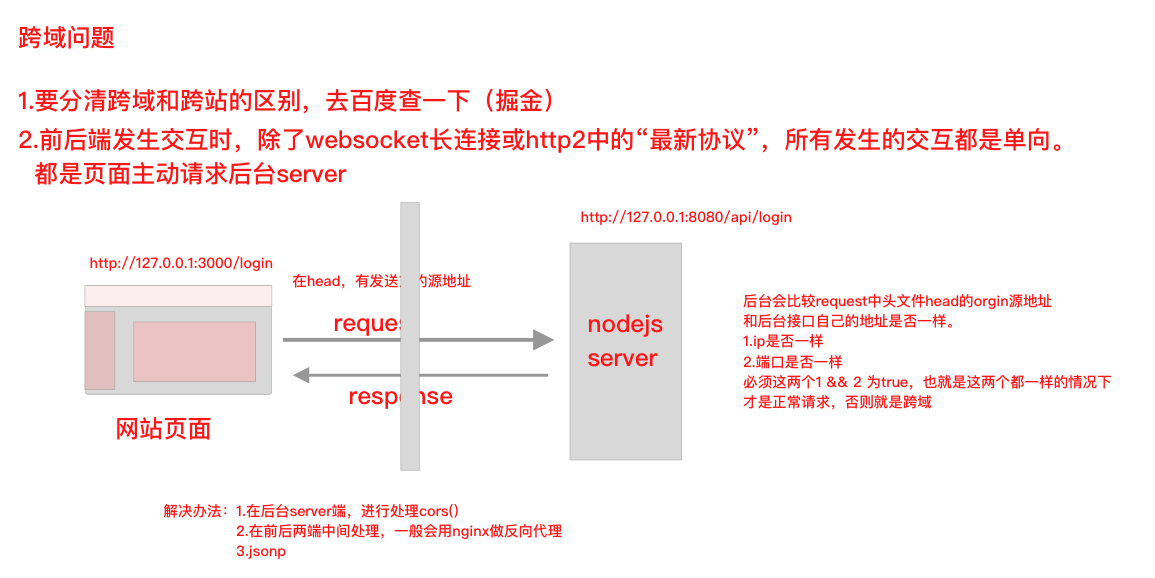 跨域问题
1.要分清跨域和跨站的区别，去百度查一下（掘金）
2.前后端发生交互时，除了websocket长连接或http2中的“最新协议”，所有发生的交互都是单向。
都是页面主动请求后台server
http://127.0.0.1:8080/api/login
http://127.0.0.1:3000/login
在head，有发送 的源地址
reques
nodejs
server
response
网站页面
后台会比较request中头文件head的orgin源地址
和后台接口自己的地址是否一样。
1.ip是否一样
2.端口是否一样
必须这两个1 && 2 为true，也就是这两个都一样的情况下
才是正常请求，否则就是跨域
解决办法：1.在后台server端，进行处理cors()
2.在前后两端中间处理，一般会用nginx做反向代理
3.jsonp